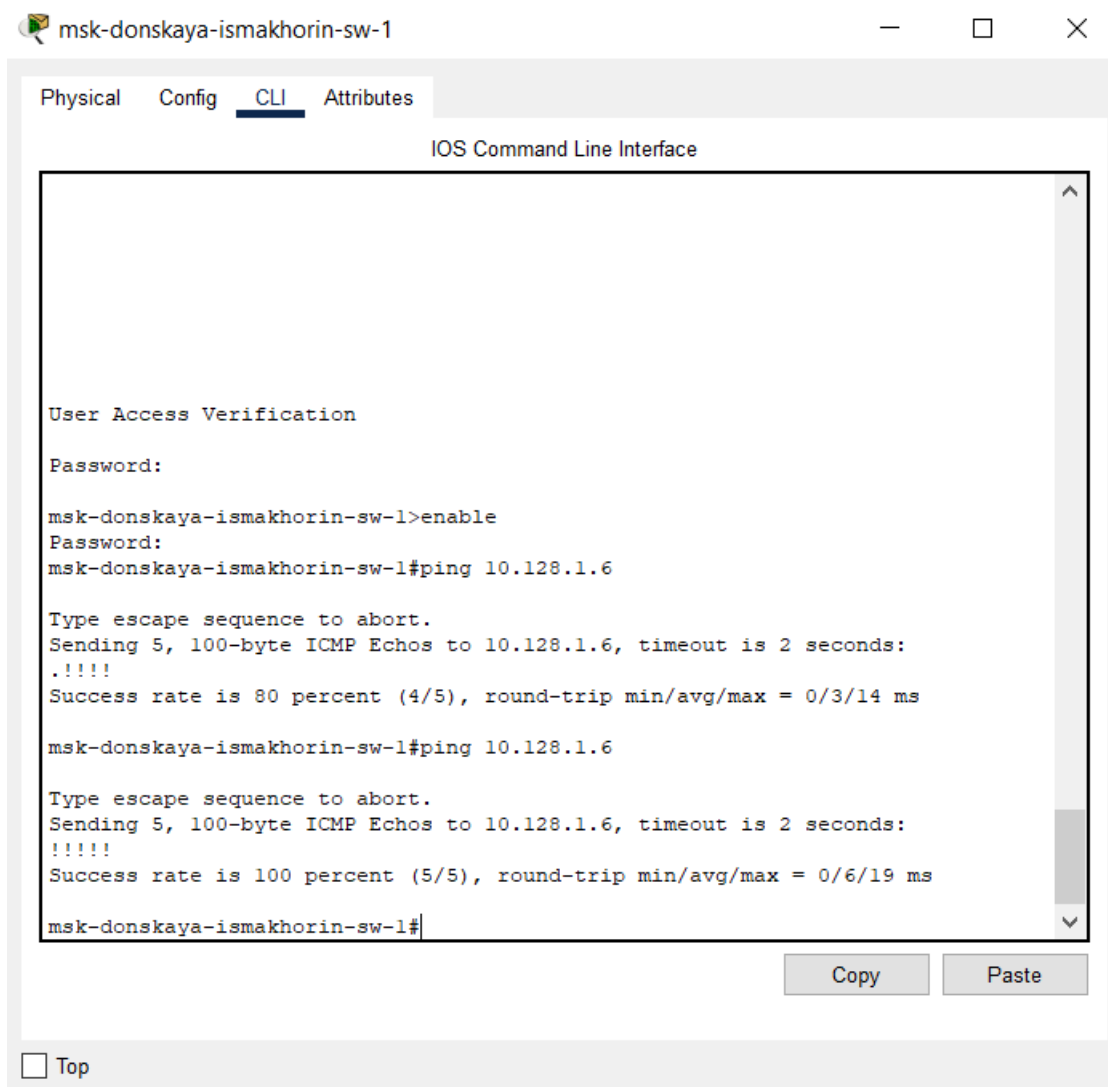 msk-donskaya-ismakhorin-sw-1
Physical Config CLI Attributes
IOS Command Line Interface
User Access Verification
Password:
msk-donskaya-ismakhorin-sw-1>enable
Password:
msk-donskaya-ismakhorin-sw-1#ping 10.128.1.6
Type escape sequence to abort.
Sending 5, 100-byte ICMP Echos to 10.128.1.6, timeout is 2 seconds:
.!!!!
Success rate is 80 percent (4/5), round-trip min/avg/max = 0/3/14 ms
msk-donskaya-ismakhorin-sw-1#ping 10.128.1.6
Type escape sequence to abort.
Sending 5, 100-byte ICMP Echos to 10.128.1.6, timeout is 2 seconds:
!!!!!
Success rate is 100 percent (5/5), round-trip min/avg/max = 0/6/19 ms
msk-donskaya-ismakhorin-sw-1#
Copy Paste
Top